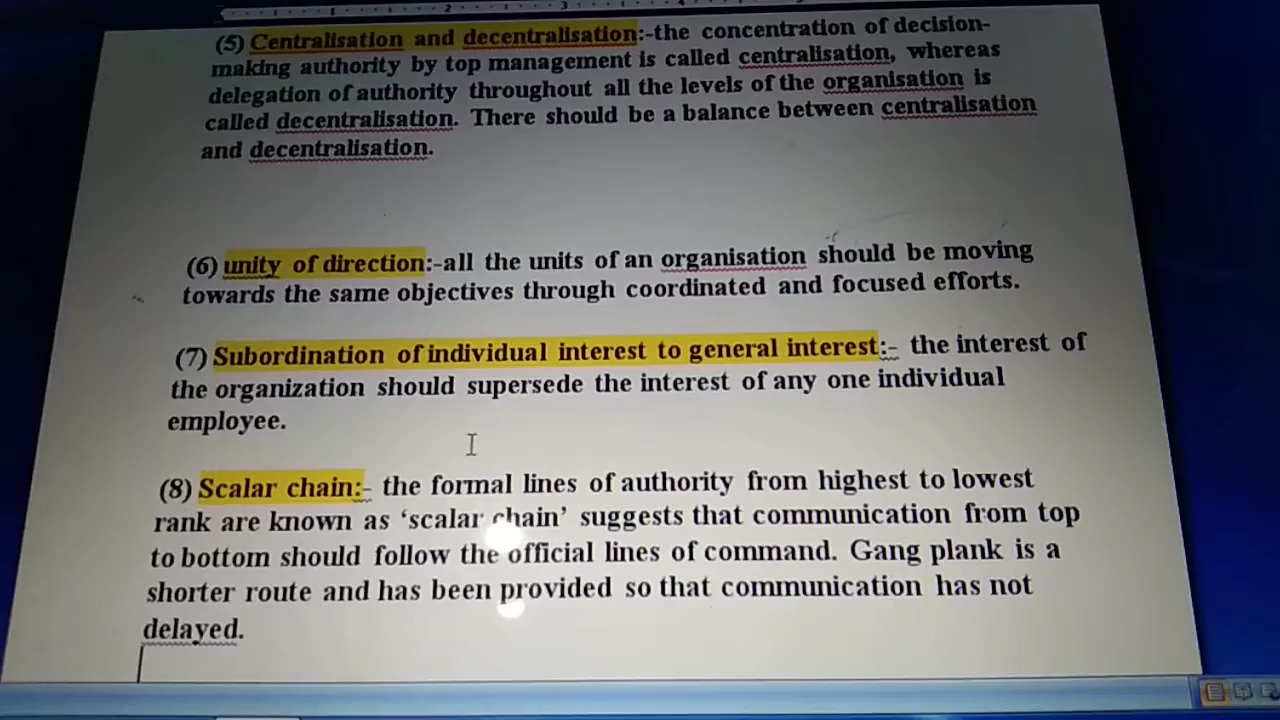 (5) Centralisation and decentralisation:-the concentration of decision-
making authority by top management is called centralisation, whereas
delegation of authority throughout all the levels of the organisation is
called decentralisation. There should be a balance between centralisation
and decentralisation.
(6) unity of direction:-all the units of an organisation should be moving
towards the same objectives through coordinated and focused efforts.
(7) Subordination of individual interest to general interest:- the interest of
the organization should supersede the interest of any one individual
employee.
(8) Scalar chain:- the formal lines of authority from highest to lowest
rank are known as ‘scalar chain’ suggests that communication from top
to bottom should follow the official lines of command. Gang plank is a
shorter route and has been provided so that communication has not
delayed.